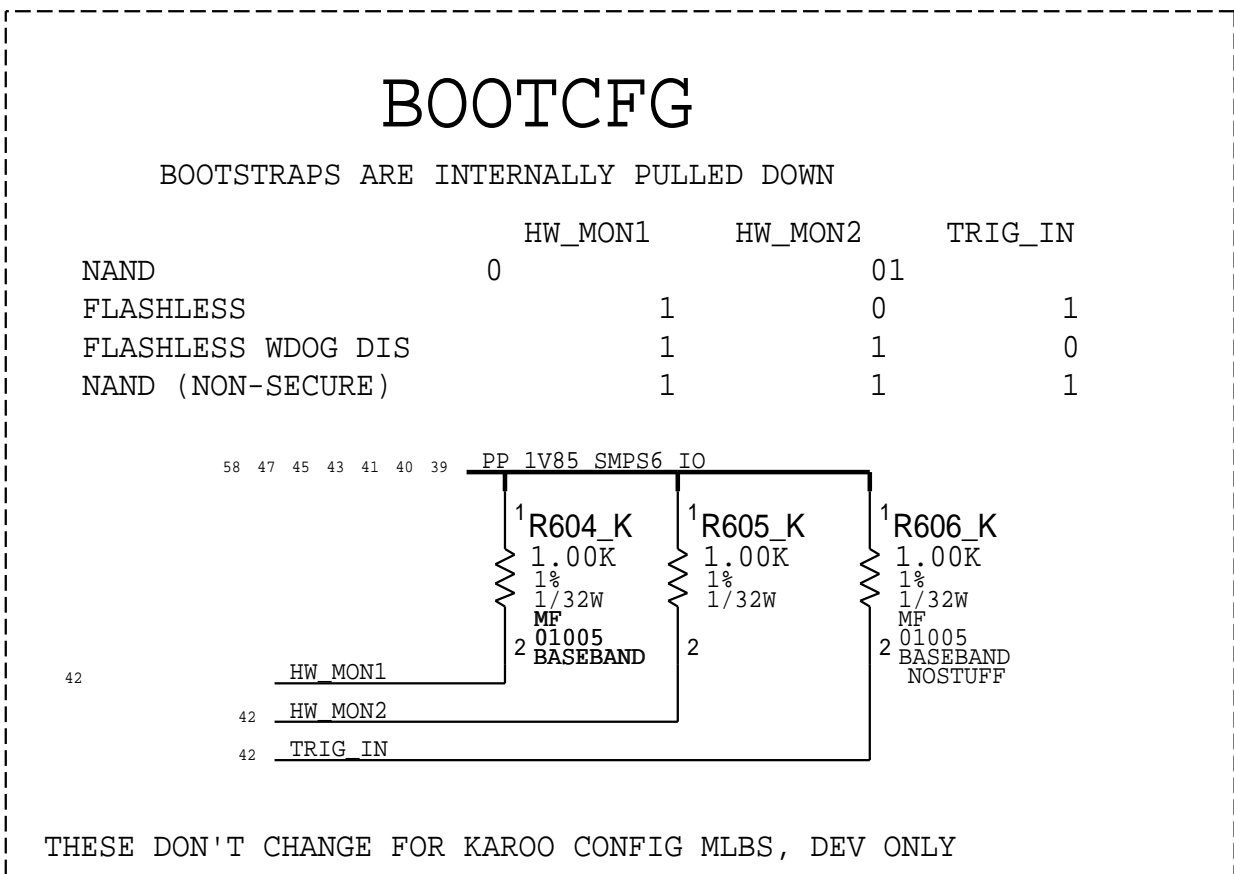 BOOTCFG
BOOTSTRAPS ARE INTERNALLY PULLED DOWN
HW_MON1 HW_MON2 TRIG_IN
NAND 0 01
FLASHLESS 1 0 1
FLASHLESS WDOG DIS 1 1 0
NAND (NON-SECURE) 1 1 1
58 47 45 43 41 40 39 PP_1V85_SMPS6_IO
1 R604_K 1 R605_K 1 R606_K
1.00K 1.00K 1.00K
1% 1% 1%
1/32W 1/32W 1/32W
MF MF
2 01005 2 2 01005
BASEBAND BASEBAND
42 HW_MON1 NOSTUFF
42 HW_MON2
42 TRIG_IN
THESE DON'T CHANGE FOR KAROO CONFIG MLBS, DEV ONLY